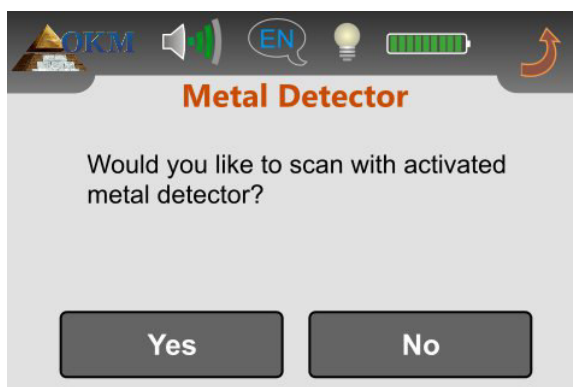 OKM
EN
Metal Detector
Would you like to scan with activated
metal detector?
Yes
No